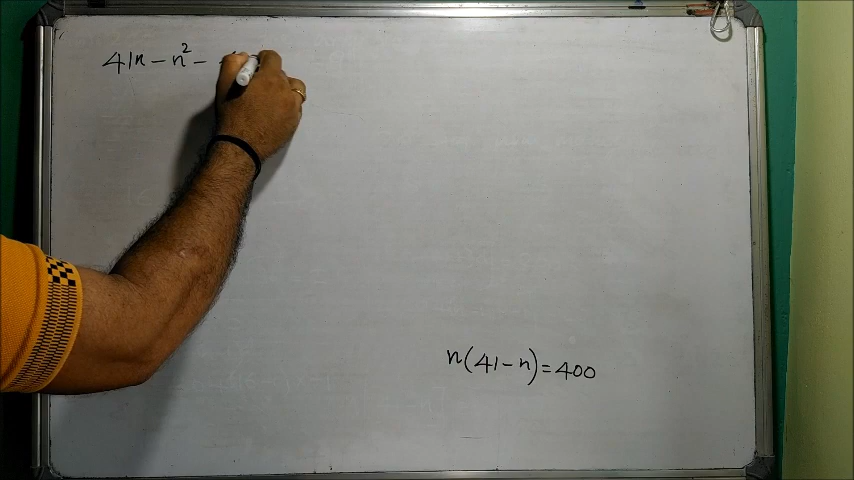 41n - n² -
n(41-n)=400